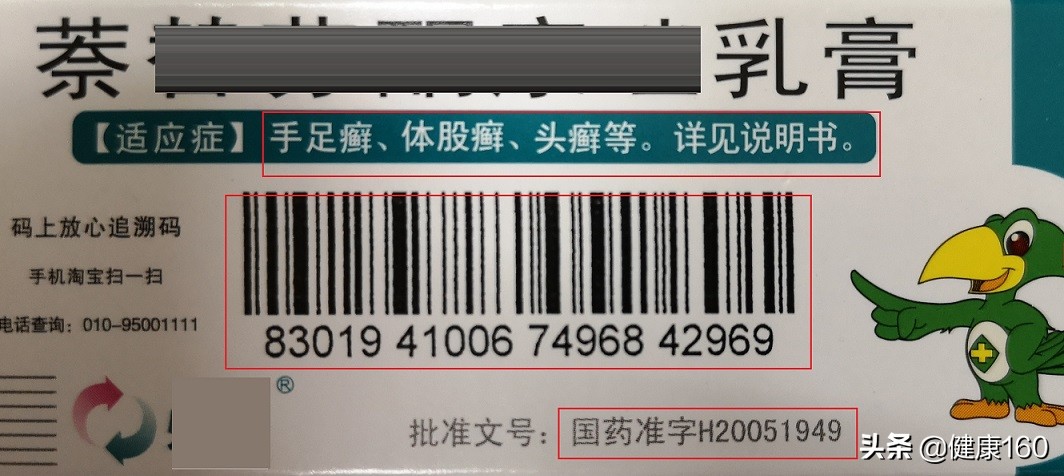 萘 乳膏
【适应症】手足癣、体股癣、头癣等。详见说明书。
码上放心追溯码
手机淘宝扫一扫
电话查询：010-95001111
83019 41006 74968 42969
®
批准文号：国药准字H20051949
头条 @健康160